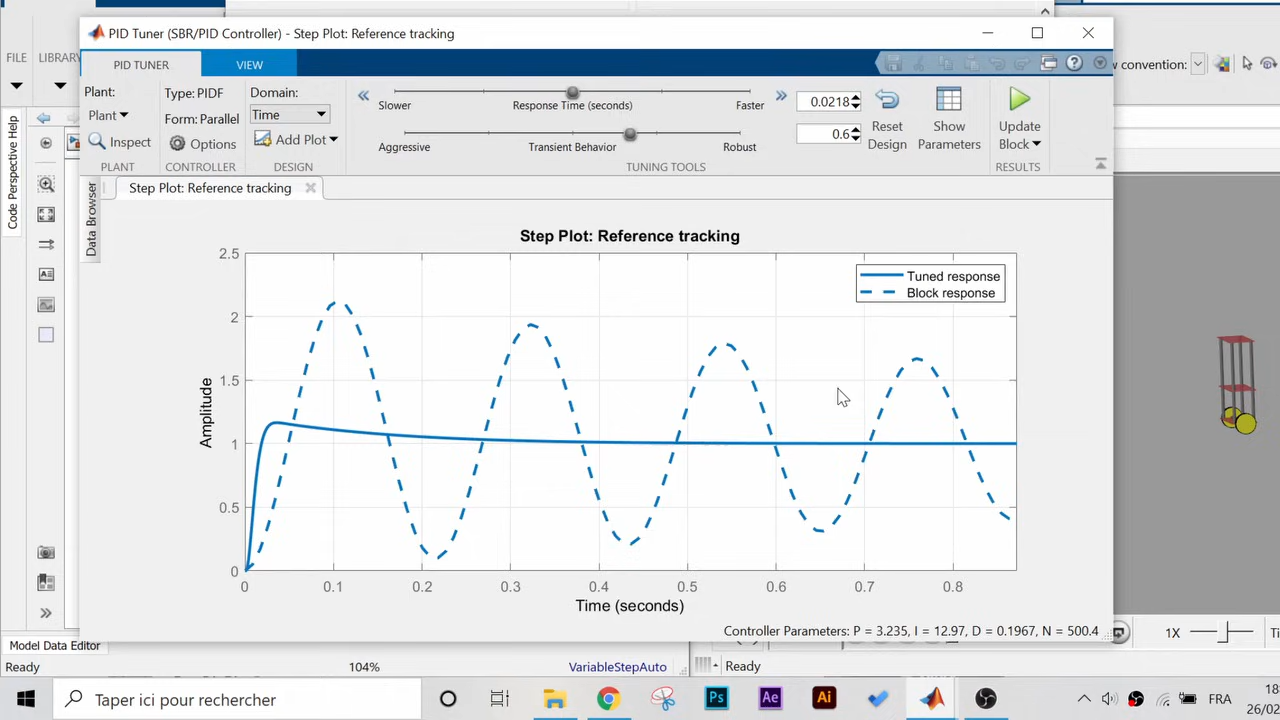 PID Tuner (SBR/PID Controller) - Step Plot: Reference tracking
FILE
LIBRARY
w convention:
PID TUNER
VIEW
Plant:
Plant
Inspect
PLANT
Type: PIDF
Form: Parallel
Options
CONTROLLER
Domain:
Time
Add Plot
DESIGN
Slower
Response Time (seconds)
Faster
0.0218
Aggressive
Transient Behavior
Robust
0.6
TUNING TOOLS
Reset
Design
Show
Parameters
Update
Block
RESULTS
Code Perspective Help
Data Browser
Step Plot: Reference tracking
Step Plot: Reference tracking
Tuned response
Block response
Amplitude
2.5
2
1.5
1
0.5
0
0
0.1
0.2
0.3
0.4
0.5
0.6
0.7
0.8
Time (seconds)
Controller Parameters: P = 3.235, I = 12.97, D = 0.1967, N = 500.4
Model Data Editor
1X
Ti
Ready
104%
VariableStepAuto
Ready
Taper ici pour rechercher
Ps
Ae
Ai
FRA
18
26/02